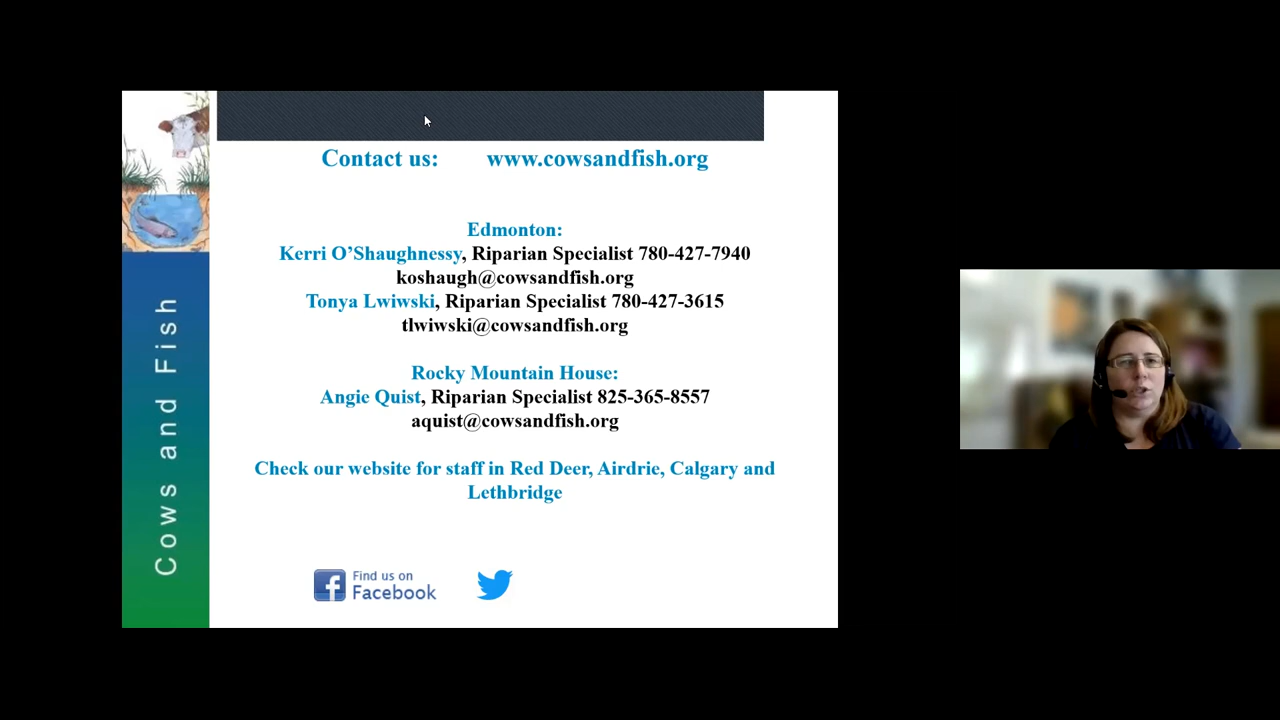 Contact us: www.cowsandfish.org
Edmonton:
Kerri O’Shaughnessy, Riparian Specialist 780-427-7940
koshaugh@cowsandfish.org
Tonya Lwiwski, Riparian Specialist 780-427-3615
tlwiwski@cowsandfish.org
Rocky Mountain House:
Angie Quist, Riparian Specialist 825-365-8557
aquist@cowsandfish.org
Check our website for staff in Red Deer, Airdrie, Calgary and
Lethbridge
Find us on
Facebook
Cows and Fish